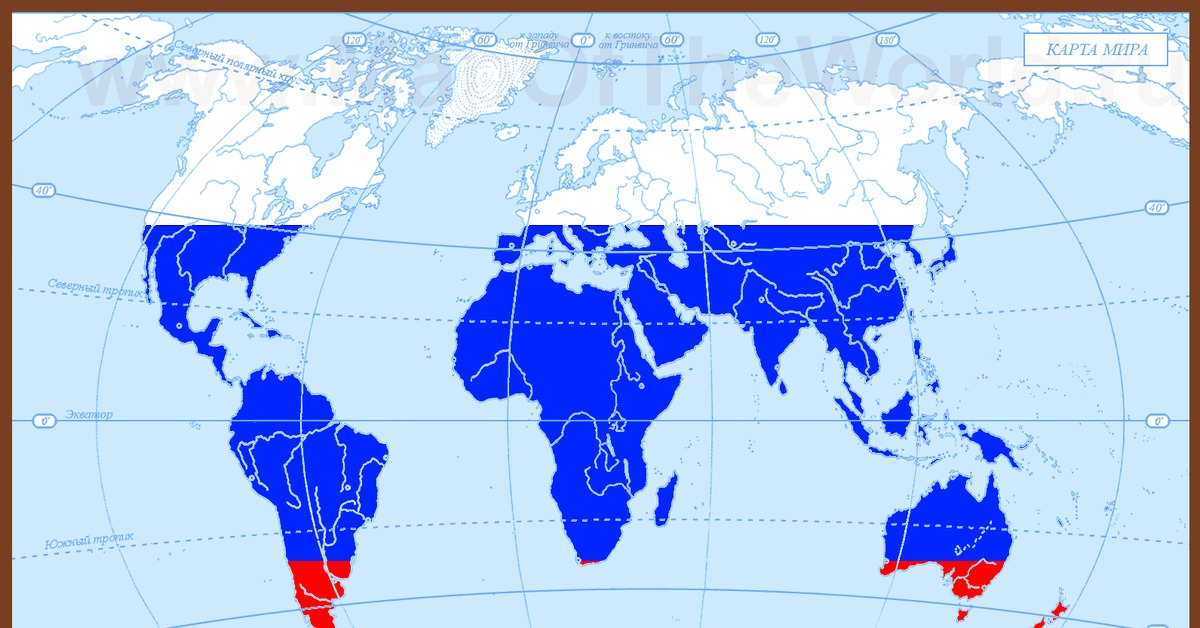 120°
60°
к западу
от Гринвича
0°
к востоку
от Гринвича
60°
120°
180°
КАРТА МИРА
Северный полярный круг
www.MapOfTheWorld.ru
40°
40°
Северный тропик
0°
Экватор
0°
Южный тропик